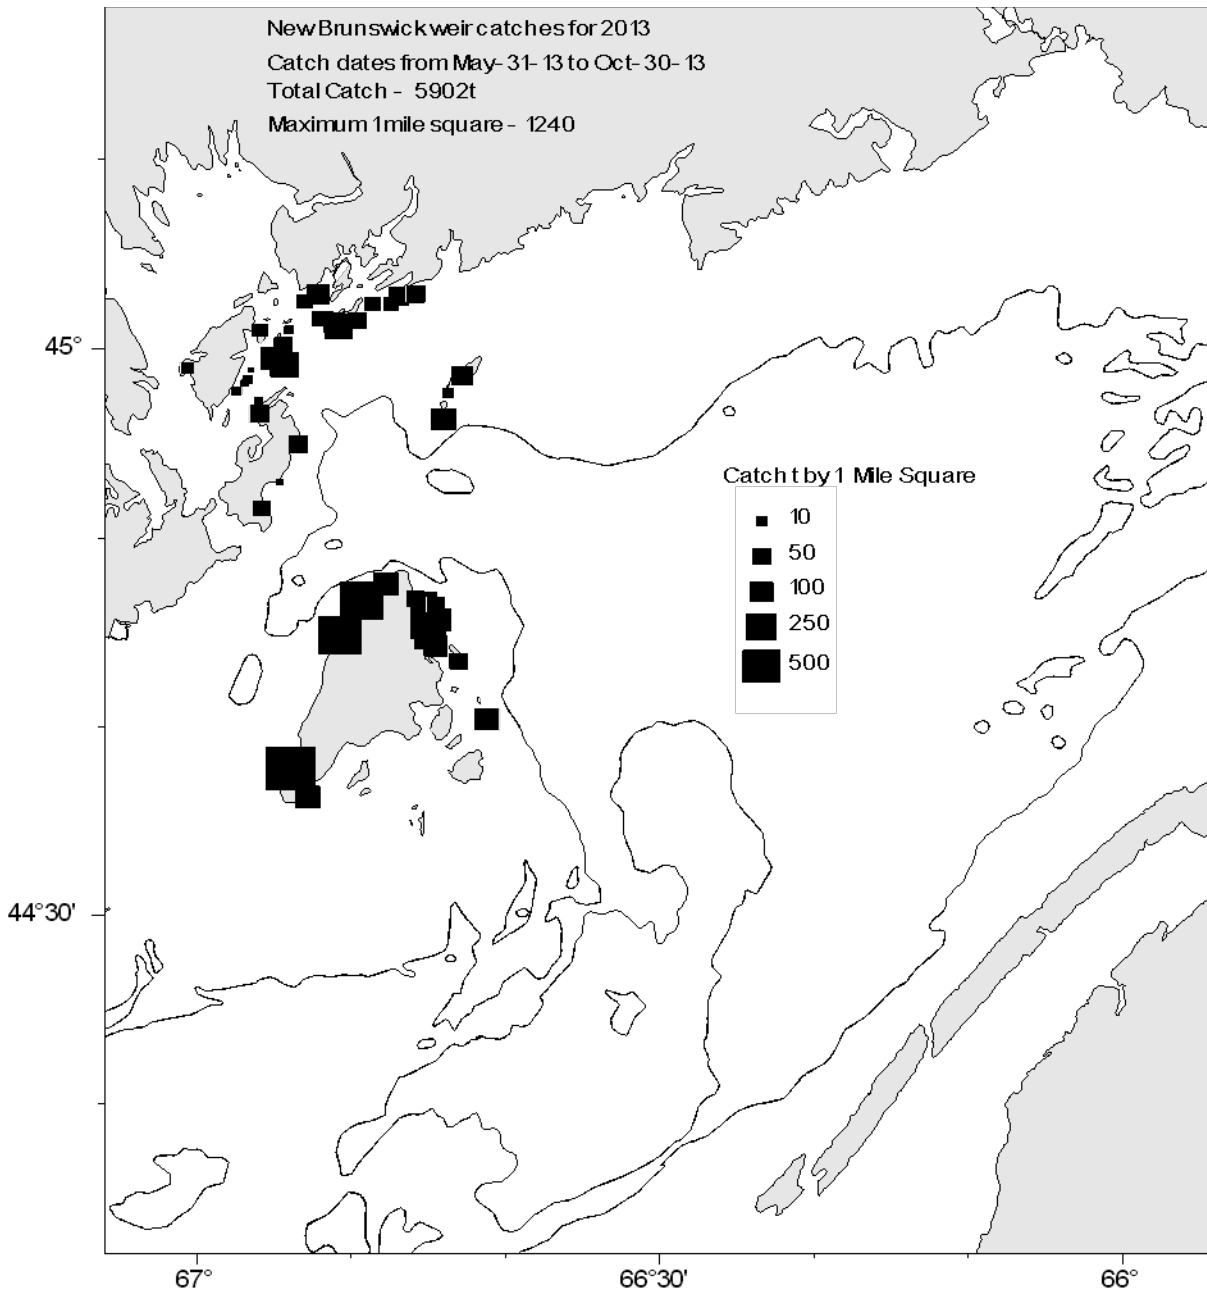 New Brunswick weir catches for 2013
Catch dates from May-31-13 to Oct-30-13
Total Catch - 5902t
Maximum 1mile square - 1240
45°
Catch t by 1 Mile Square
10
50
100
250
500
44°30'
67°
66°30'
66°